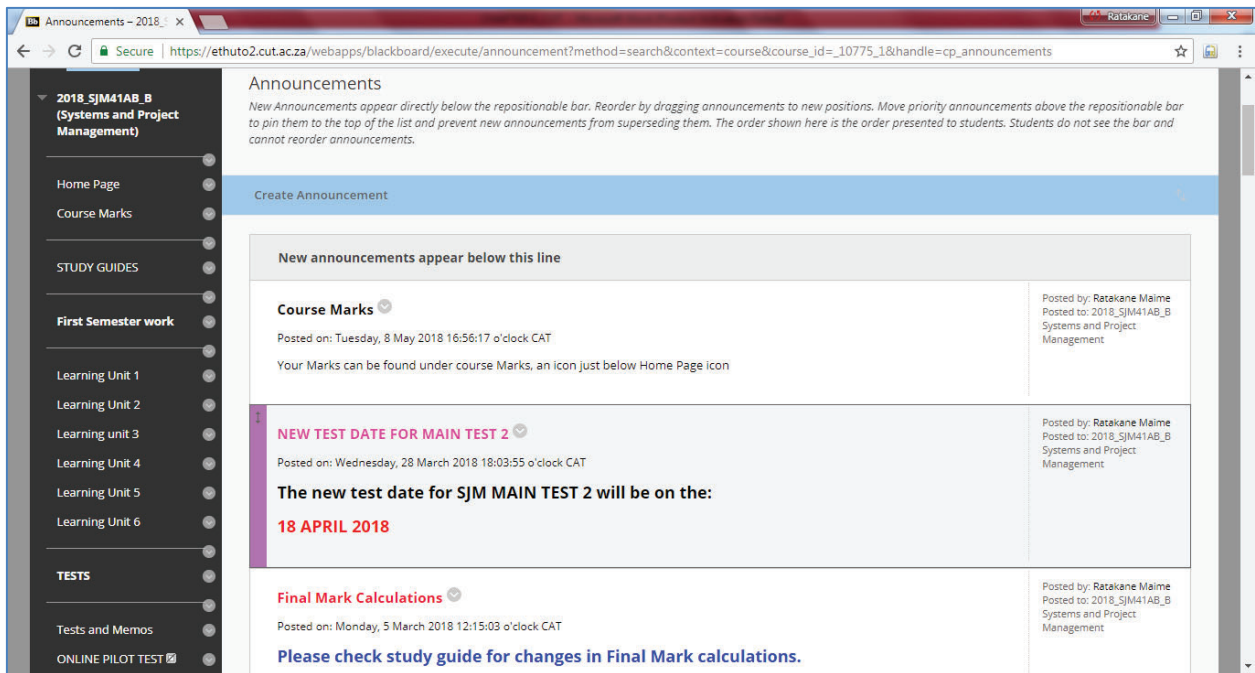 Announcements – 2018_S
Ratakane
Secure | https://ethuto2.cut.ac.za/webapps/blackboard/execute/announcement?method=search&context=course&course_id=_10775_1&handle=cp_announcements
2018_SJM41AB_B
(Systems and Project
Management)
Home Page
Course Marks
STUDY GUIDES
First Semester work
Learning Unit 1
Learning Unit 2
Learning unit 3
Learning Unit 4
Learning Unit 5
Learning Unit 6
TESTS
Tests and Memos
ONLINE PILOT TEST
Announcements
New Announcements appear directly below the repositionable bar. Reorder by dragging announcements to new positions. Move priority announcements above the repositionable bar
to pin them to the top of the list and prevent new announcements from superseding them. The order shown here is the order presented to students. Students do not see the bar and
cannot reorder announcements.
Create Announcement
New announcements appear below this line
Course Marks
Posted on: Tuesday, 8 May 2018 16:56:17 o'clock CAT
Your Marks can be found under course Marks, an icon just below Home Page icon
Posted by: Ratakane Maime
Posted to: 2018_SJM41AB_B
Systems and Project
Management
NEW TEST DATE FOR MAIN TEST 2
Posted on: Wednesday, 28 March 2018 18:03:55 o'clock CAT
The new test date for SJM MAIN TEST 2 will be on the:
18 APRIL 2018
Posted by: Ratakane Maime
Posted to: 2018_SJM41AB_B
Systems and Project
Management
Final Mark Calculations
Posted on: Monday, 5 March 2018 12:15:03 o'clock CAT
Please check study guide for changes in Final Mark calculations.
Posted by: Ratakane Maime
Posted to: 2018_SJM41AB_B
Systems and Project
Management